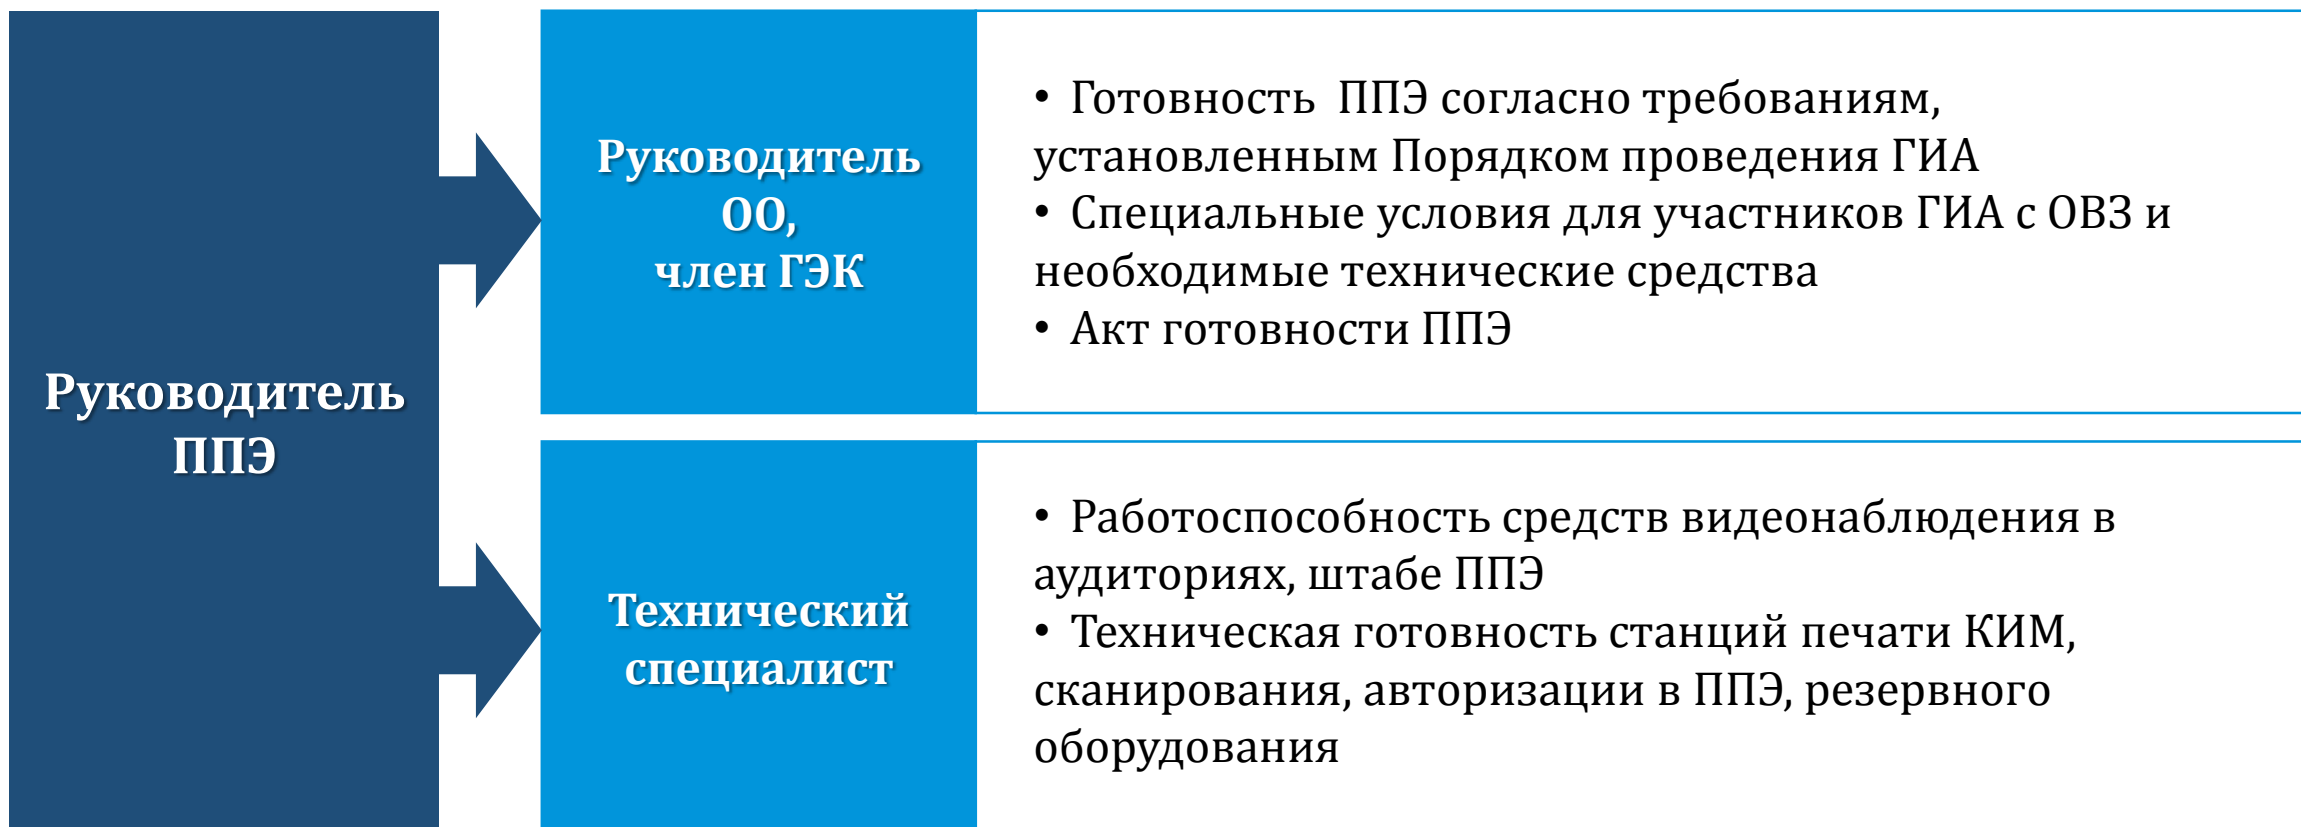 Руководитель
ППЭ
Руководитель
ОО,
член ГЭК
• Готовность ППЭ согласно требованиям,
установленным Порядком проведения ГИА
• Специальные условия для участников ГИА с ОВЗ и
необходимые технические средства
• Акт готовности ППЭ
Технический
специалист
• Работоспособность средств видеонаблюдения в
аудиториях, штабе ППЭ
• Техническая готовность станций печати КИМ,
сканирования, авторизации в ППЭ, резервного
оборудования